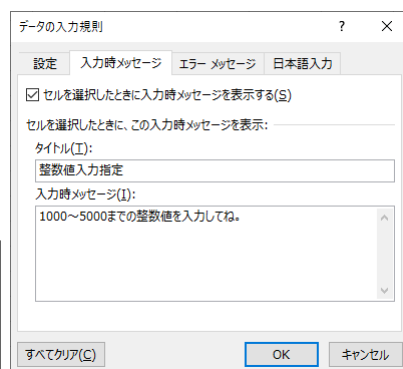 データの入力規則 ? ×
設定 入力時メッセージ エラー メッセージ 日本語入力
セルを選択したときに入力時メッセージを表示する(S)
セルを選択したときに、この入力時メッセージを表示:
タイトル(T):
整数値入力指定
入力時メッセージ(I):
1000～5000までの整数値を入力してね。
すべてクリア(C) OK キャンセル